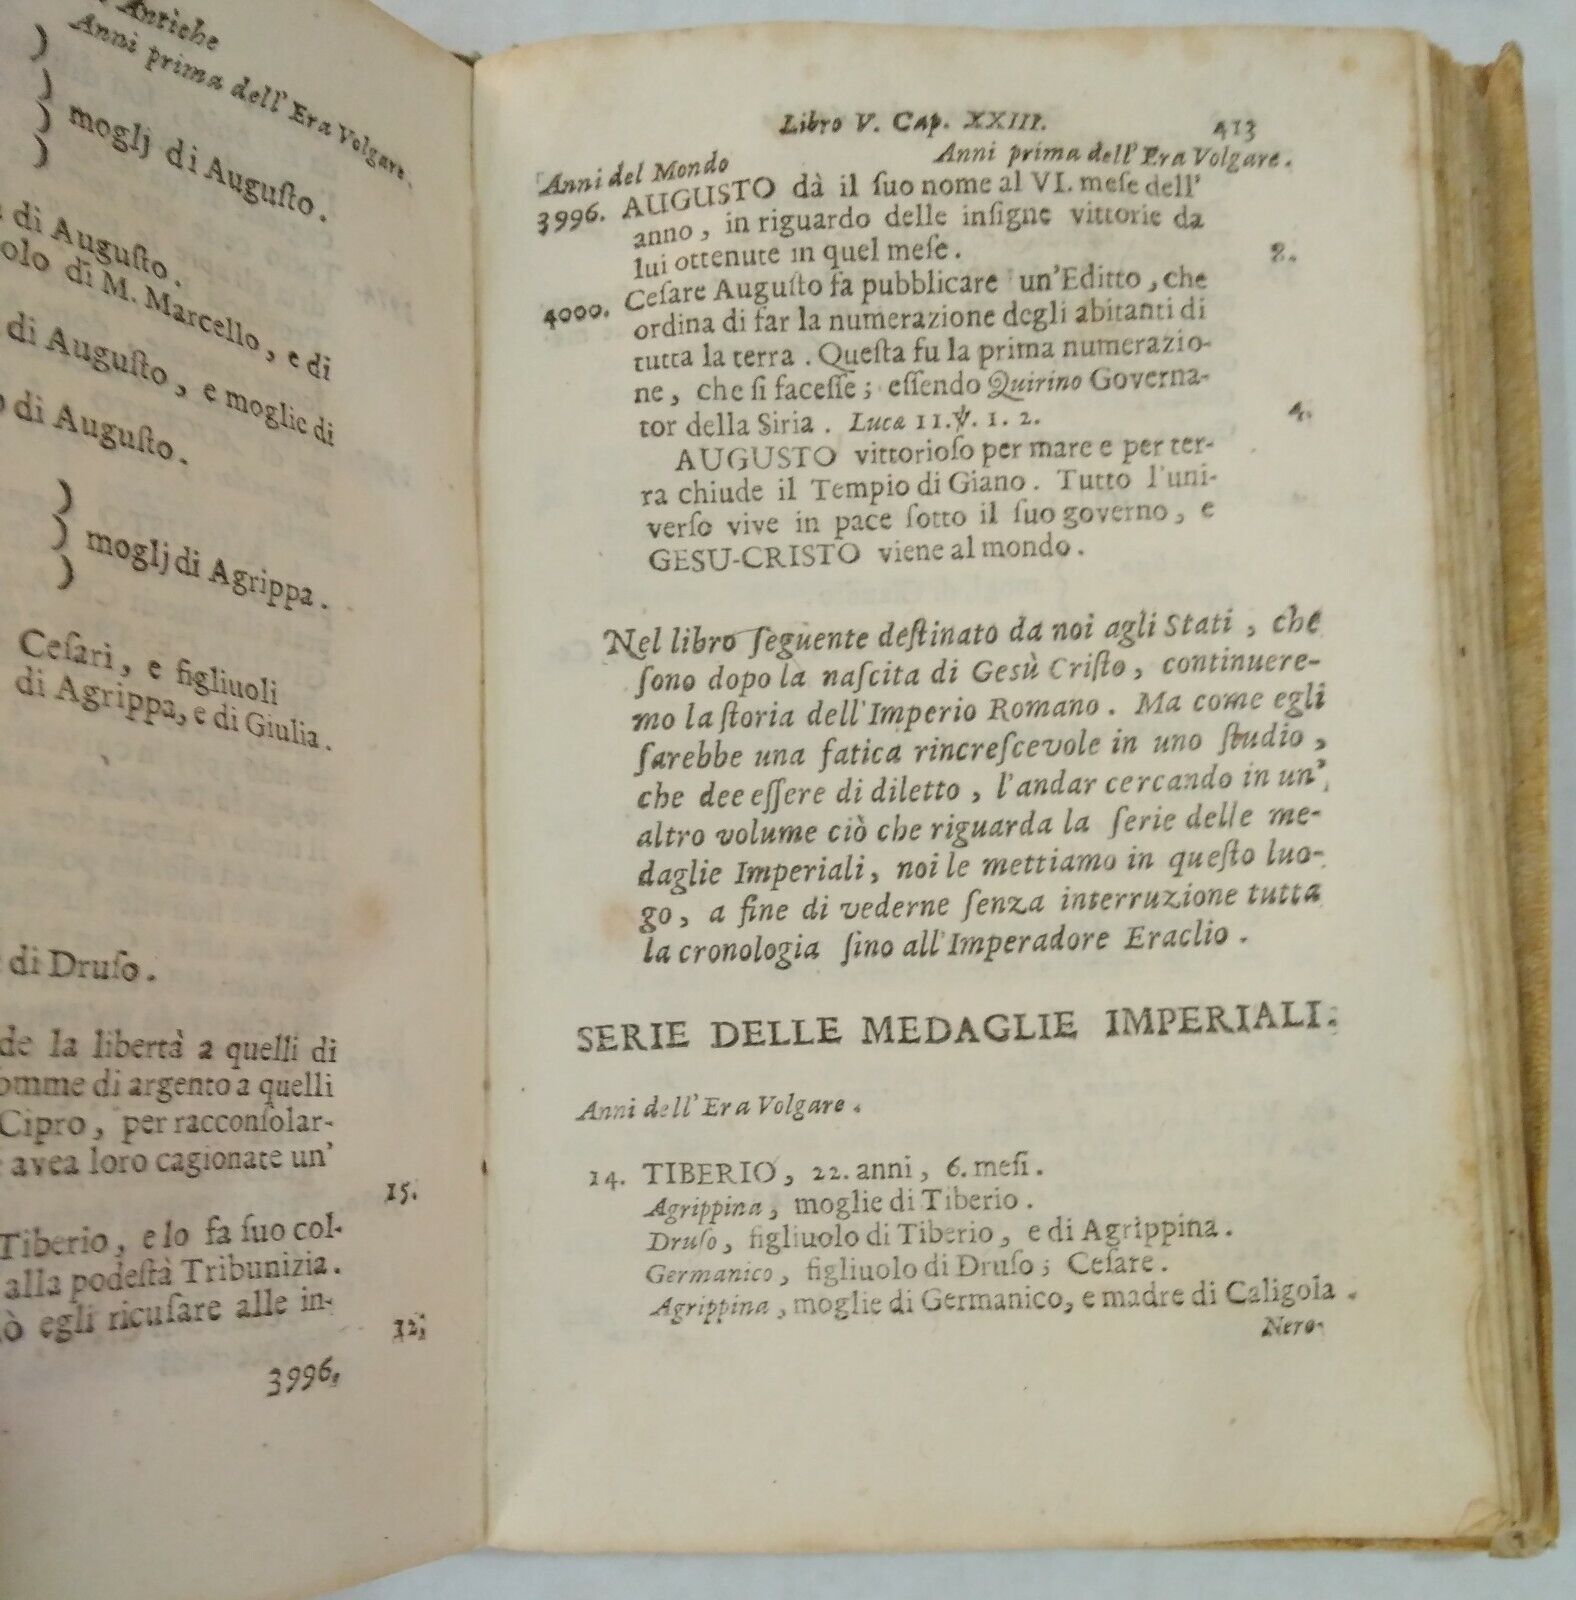 Antiche
Anni prima dell' Era Volgare.
) moglj di Augusto.
di Augusto.
olo di M. Marcello, e di
di Augusto, e moglie di
di Augusto.
) moglj di Agrippa.
Cesari, e figliuoli
di Agrippa, e di Giulia.
di Druso.
de la libertà a quelli di
omme di argento a quelli
Cipro, per racconsolar-
avea loro cagionate un'
15.
Tiberio, e lo fa suo col-
alla podestà Tribunizia.
ò egli ricusare alle in-
12.
3996.
Libro V. Cap. XXIII. 413
Anni del Mondo Anni prima dell' Era Volgare.
3996. AUGUSTO dà il ſuo nome al VI. meſe dell'
anno, in riguardo delle inſigne vittorie da
lui ottenute in quel meſe. 8.
4000. Ceſare Auguſto fa pubblicare un'Editto, che
ordina di far la numerazione degli abitanti di
tutta la terra. Queſta fu la prima numerazio-
ne, che ſi faceſſe; eſſendo Quirino Governa-
tor della Siria. Luca II. ℣. 1. 2. 4.
AUGUSTO vittorioſo per mare e per ter-
ra chiude il Tempio di Giano. Tutto l'uni-
verſo vive in pace ſotto il ſuo governo, e
GESU-CRISTO viene al mondo.
Nel libro ſeguente deſtinato da noi agli Stati, che
ſono dopo la naſcita di Gesù Criſto, continuere-
mo la ſtoria dell'Imperio Romano. Ma come egli
ſarebbe una fatica rincreſcevole in uno ſtudio,
che dee eſſere di diletto, l'andar cercando in un'
altro volume ciò che riguarda la ſerie delle me-
daglie Imperiali, noi le mettiamo in queſto luo-
go, a fine di vederne ſenza interruzione tutta
la cronologia ſino all'Imperadore Eraclio.
SERIE DELLE MEDAGLIE IMPERIALI.
Anni dell'Era Volgare.
14. TIBERIO, 22. anni, 6. meſi.
Agrippina, moglie di Tiberio.
Druſo, figliuolo di Tiberio, e di Agrippina.
Germanico, figliuolo di Druſo; Ceſare.
Agrippina, moglie di Germanico, e madre di Caligola.
Nero-